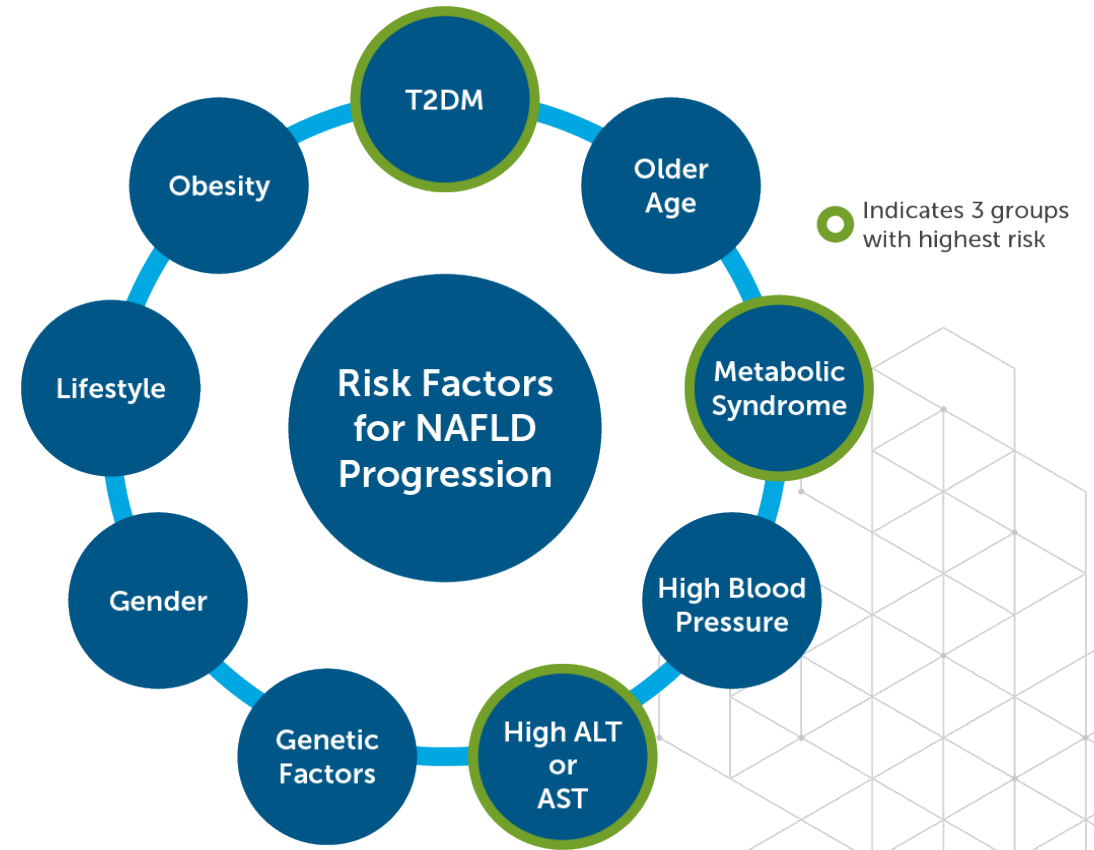 T2DM
Older
Age
Indicates 3 groups
with highest risk
Metabolic
Syndrome
High Blood
Pressure
High ALT
or
AST
Genetic
Factors
Gender
Lifestyle
Obesity
Risk Factors
for NAFLD
Progression